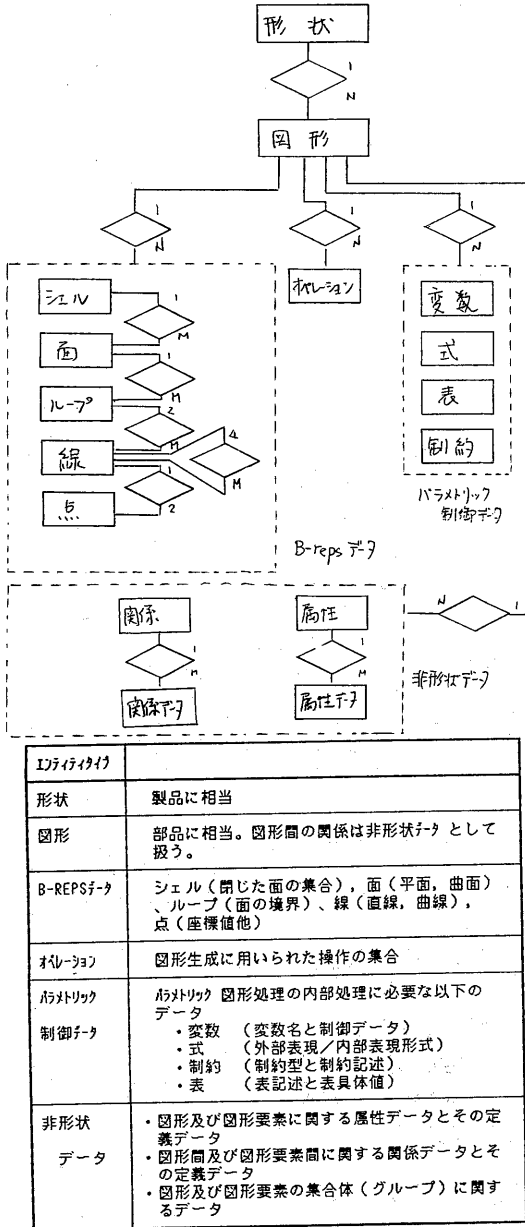 形状
1
N
図形
1
N
1
N
1
N
シェル
1
M
面
1
M
ループ
2
M
線
4
M
1
2
点
オペレーション
変数
式
表
制約
パラメトリック
制御データ
B-repsデータ
関係
1
M
関係データ
属性
1
M
属性データ
N
1
非形状データ
エンティティタイプ
形状 製品に相当
図形 部品に相当。図形間の関係は非形状データ として
扱う。
B-REPSデータ シェル(閉じた面の集合),面(平面,曲面)
、ループ(面の境界)、線(直線,曲線),
点(座標値他)
オペレーション 図形生成に用いられた操作の集合
パラメトリック パラメトリック 図形処理の内部処理に必要な以下の
制御データ データ
・変数 (変数名と制御データ)
・式 (外部表現/内部表現形式)
・制約 (制約型と制約記述)
・表 (表記述と表具体値)
非形状 ・図形及び図形要素に関する属性データとその定
データ 義データ
・図形間及び図形要素間に関する関係データとそ
の定義データ
・図形及び図形要素の集合体(グループ)に関す
るデータ